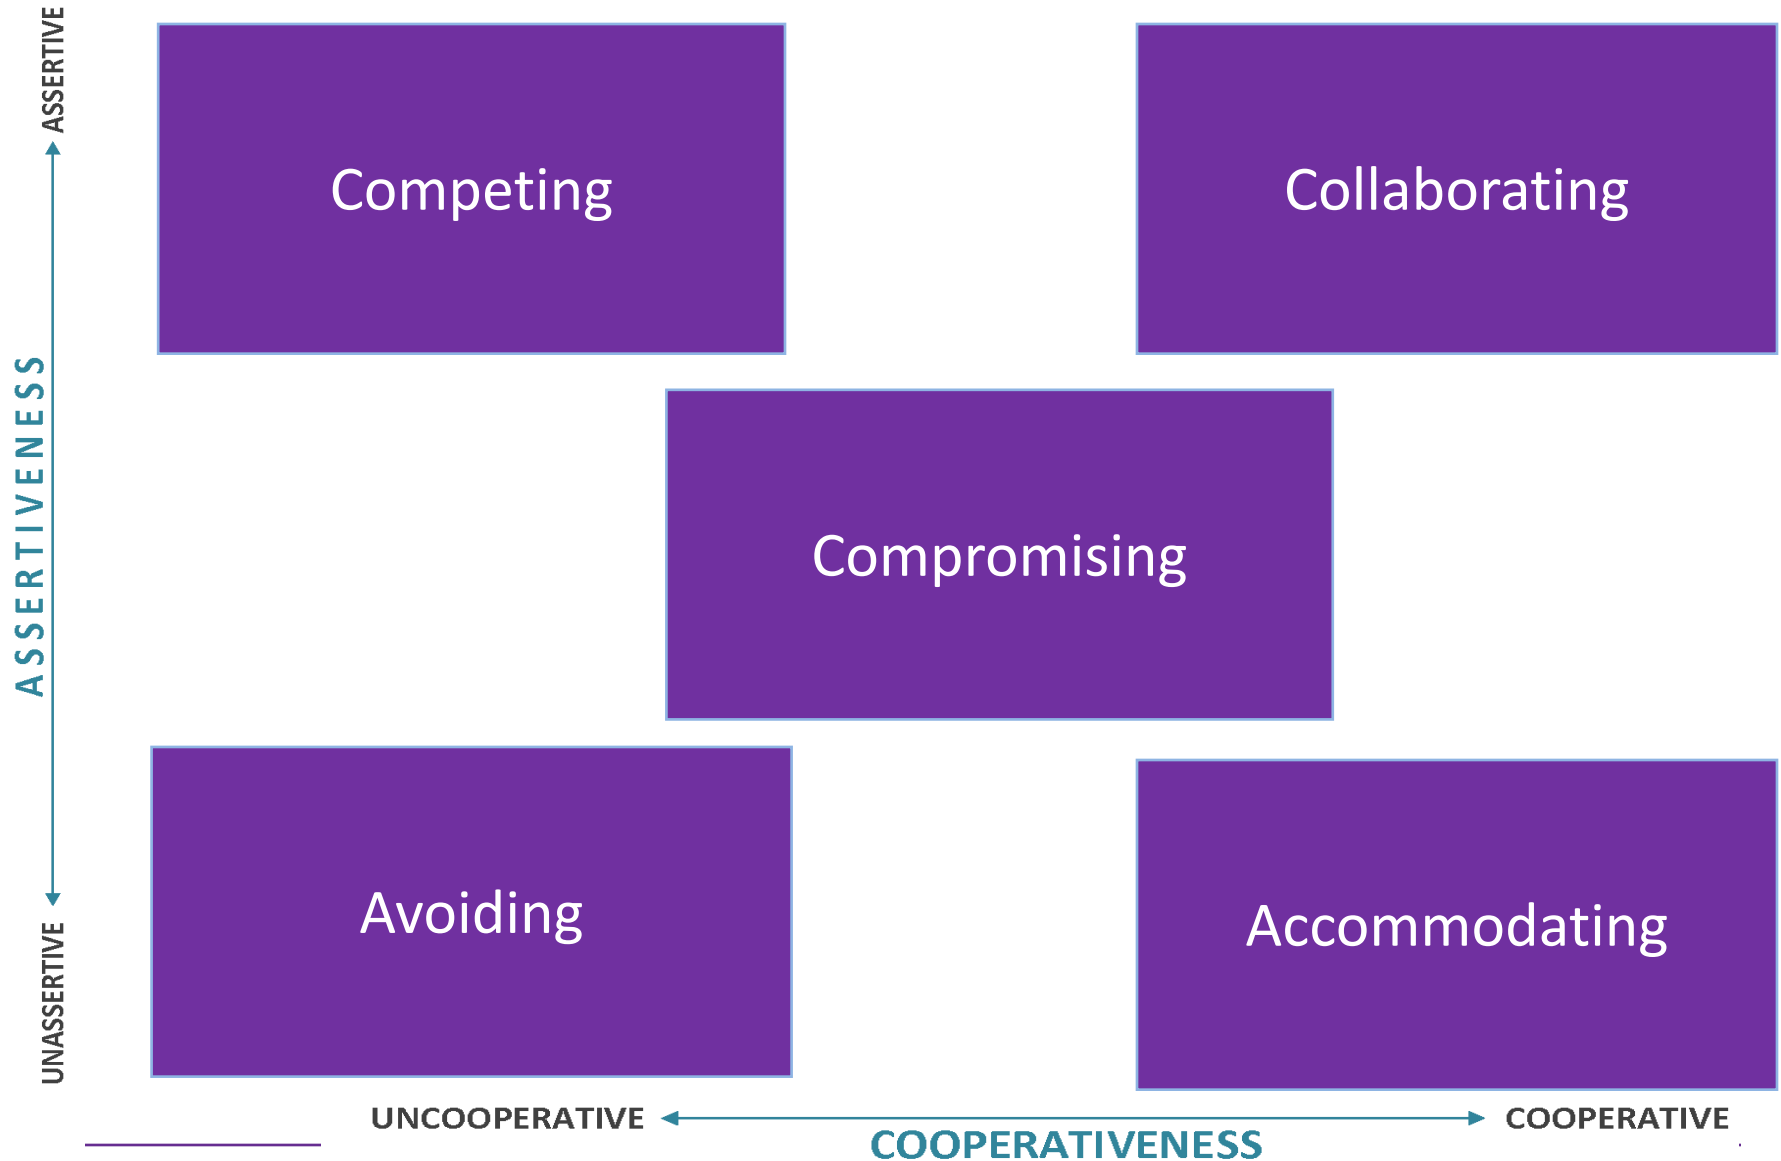 ASSERTIVE
Competing
Collaborating
ASSERTIVENESS
Compromising
Avoiding
Accommodating
UNASSERTIVE
UNCOOPERATIVE
COOPERATIVE
COOPERATIVENESS